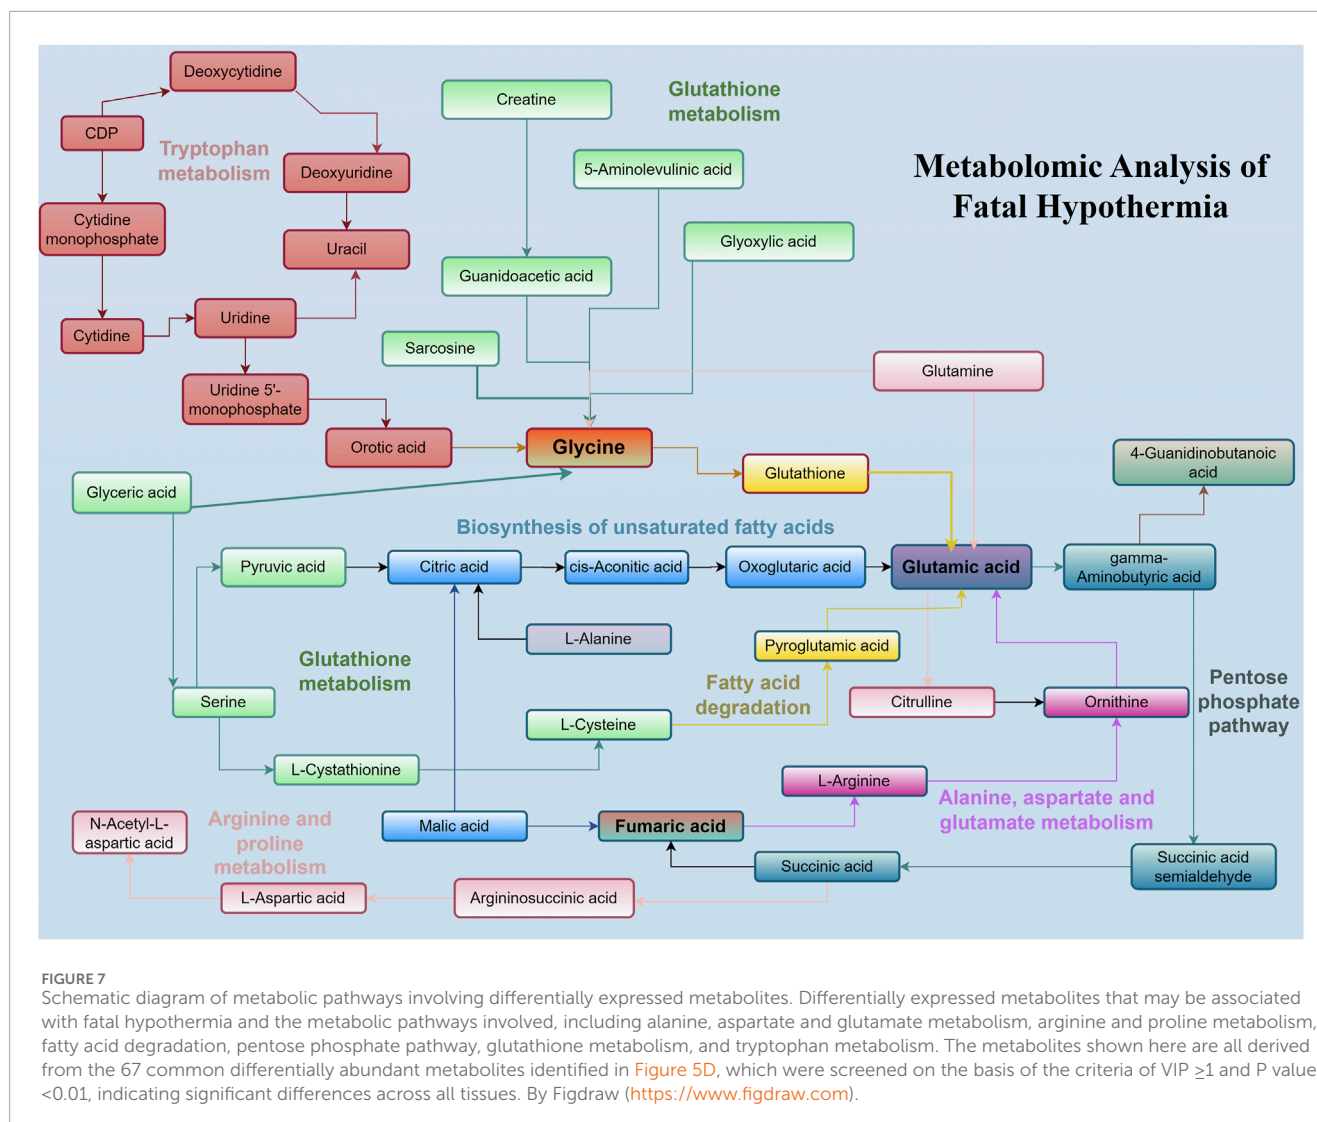 Deoxycytidine
Creatine
Glutathione
metabolism
CDP
Tryptophan
metabolism
Deoxyuridine
5-Aminolevulinic acid
Metabolomic Analysis of
Fatal Hypothermia
Cytidine
monophosphate
Uracil
Glyoxylic acid
Guanidoacetic acid
Cytidine
Uridine
Sarcosine
Glutamine
Uridine 5'-
monophosphate
Orotic acid
Glycine
Glutathione
4-Guanidinobutanoic
acid
Glyceric acid
Biosynthesis of unsaturated fatty acids
Pyruvic acid
Citric acid
cis-Aconitic acid
Oxoglutaric acid
Glutamic acid
gamma-
Aminobutyric acid
L-Alanine
Pyroglutamic acid
Glutathione
metabolism
Fatty acid
degradation
Pentose
phosphate
pathway
Serine
Citrulline
Ornithine
L-Cysteine
L-Cystathionine
L-Arginine
Alanine, aspartate and
glutamate metabolism
N-Acetyl-L-
aspartic acid
Arginine and
proline
metabolism
Malic acid
Fumaric acid
Succinic acid
Succinic acid
semialdehyde
L-Aspartic acid
Argininosuccinic acid
FIGURE 7
Schematic diagram of metabolic pathways involving differentially expressed metabolites. Differentially expressed metabolites that may be associated
with fatal hypothermia and the metabolic pathways involved, including alanine, aspartate and glutamate metabolism, arginine and proline metabolism,
fatty acid degradation, pentose phosphate pathway, glutathione metabolism, and tryptophan metabolism. The metabolites shown here are all derived
from the 67 common differentially abundant metabolites identified in Figure 5D, which were screened on the basis of the criteria of VIP ≥1 and P value
<0.01, indicating significant differences across all tissues. By Figdraw (https://www.figdraw.com).